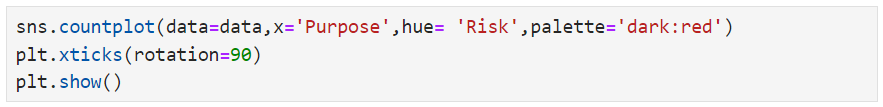 sns.countplot(data=data,x='Purpose',hue= 'Risk',palette='dark:red')
plt.xticks(rotation=90)
plt.show()